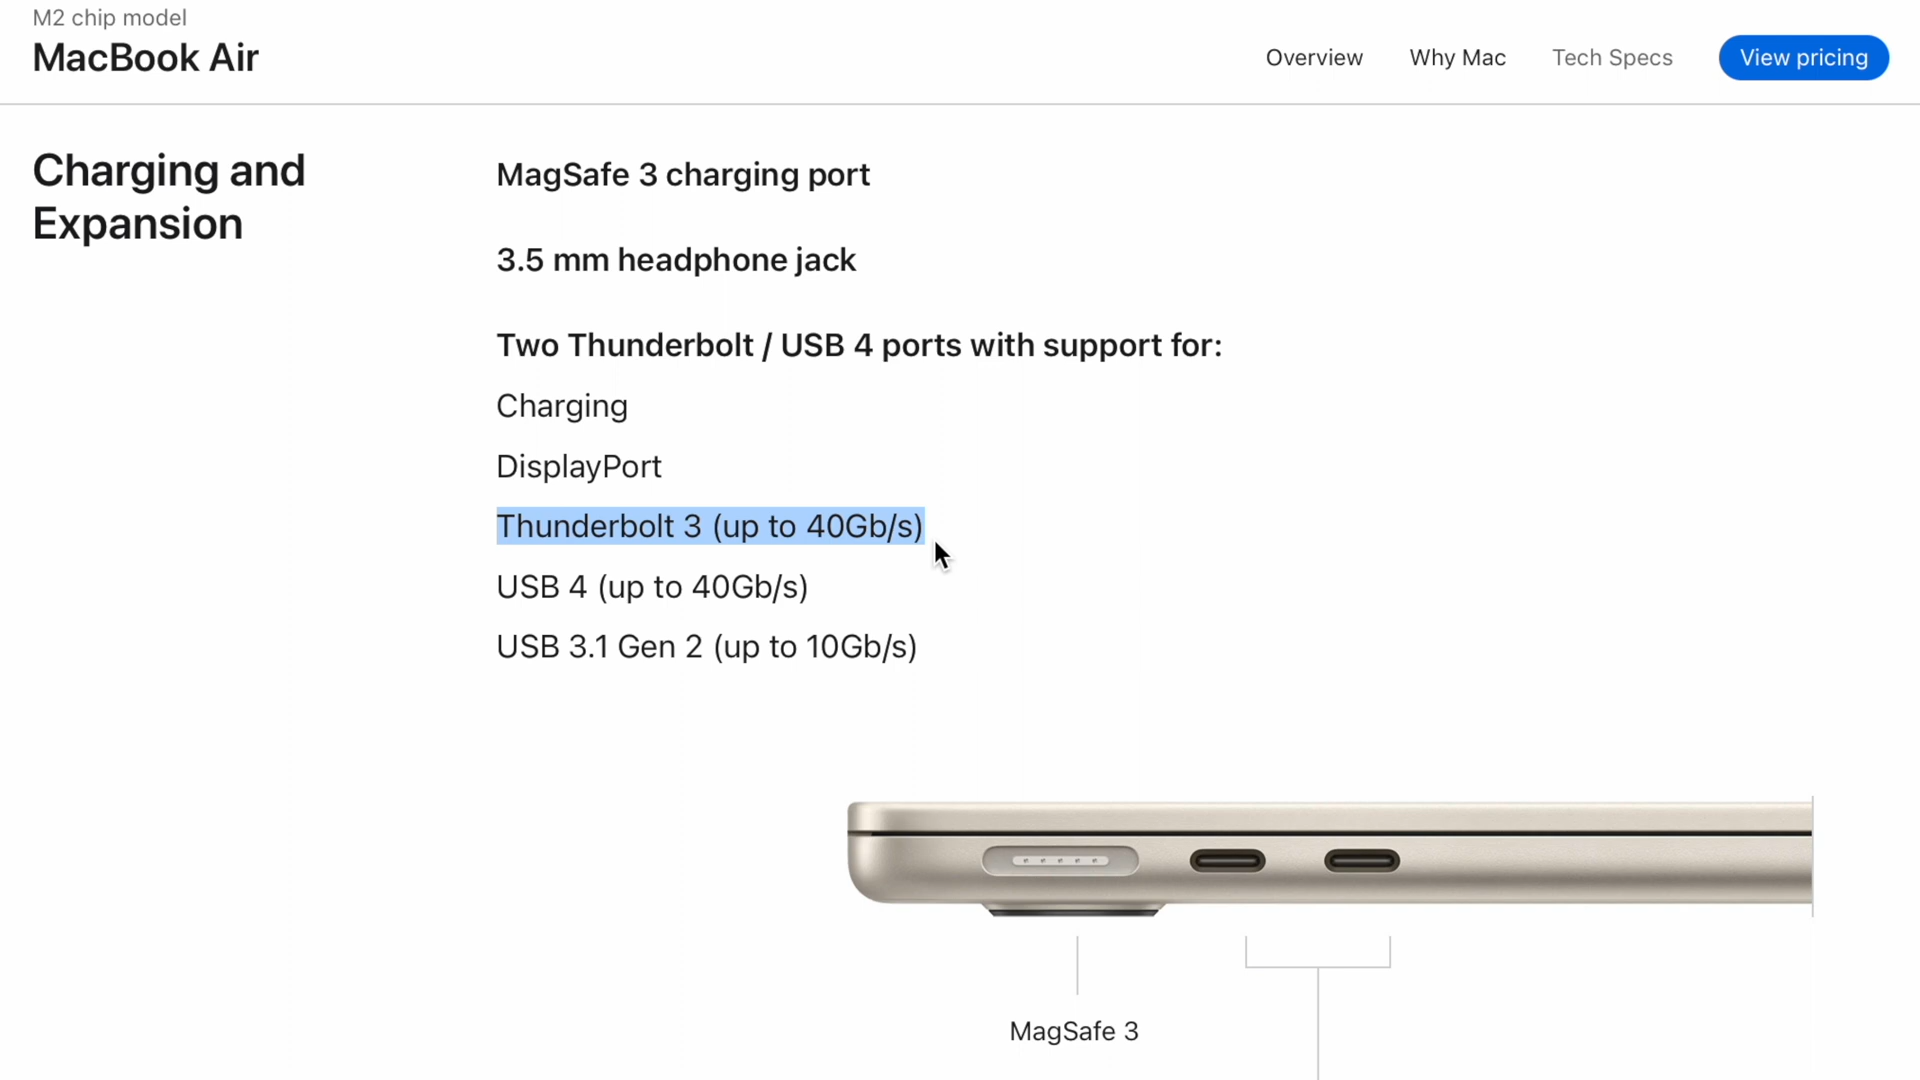 M2 chip model
MacBook Air
Overview
Why Mac
Tech Specs
View pricing
Charging and
Expansion
MagSafe 3 charging port
3.5 mm headphone jack
Two Thunderbolt / USB 4 ports with support for:
Charging
DisplayPort
Thunderbolt 3 (up to 40Gb/s)
USB 4 (up to 40Gb/s)
USB 3.1 Gen 2 (up to 10Gb/s)
MagSafe 3